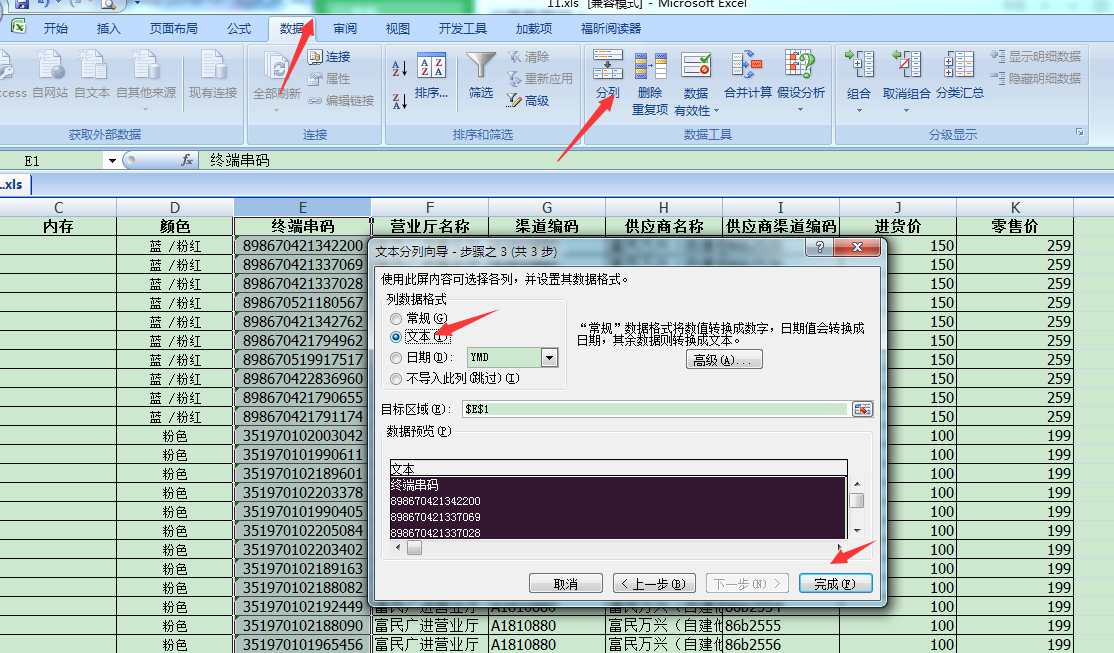 11.xls [兼容模式] - Microsoft Excel
开始 插入 页面布局 公式 数据 审阅 视图 开发工具 加载项 福昕阅读器
连接 清除 显示明细数据
属性 重新应用 隐藏明细数据
cess 自网站 自文本 自其他来源 现有连接 全部刷新 编辑链接 排序... 筛选 高级 分列 删除 重复项 数据 有效性 合并计算 假设分析 组合 取消组合 分类汇总
获取外部数据 连接 排序和筛选 数据工具 分级显示
E1 fx 终端串码
.xls
C D E F G H I J K
内存 颜色 终端串码 营业厅名称 渠道编码 供应商名称 供应商渠道编码 进货价 零售价
蓝 /粉红 898670421342200 150 259
蓝 /粉红 898670421337069 150 259
蓝 /粉红 898670421337028 150 259
蓝 /粉红 898670521180567 150 259
蓝 /粉红 898670421342762 150 259
蓝 /粉红 898670421794962 150 259
蓝 /粉红 898670519917517 150 259
蓝 /粉红 898670422836960 150 259
蓝 /粉红 898670421790655 150 259
蓝 /粉红 898670421791174 150 259
粉色 351970102003042 100 199
粉色 351970101990611 100 199
粉色 351970102189601 100 199
粉色 351970102203378 100 199
粉色 351970101990405 100 199
粉色 351970102205084 100 199
粉色 351970102203402 100 199
粉色 351970102189163 100 199
粉色 351970102188082 100 199
粉色 351970102192449 100 199
粉色 351970102188090 富民广进营业厅 A1810880 富民万兴（自建他 86b2555 100 199
粉色 351970101965456 富民广进营业厅 A1810880 富民万兴（自建他 86b2556 100 199
文本分列向导 - 步骤之 3 (共 3 步)
使用此屏内容可选择各列，并设置其数据格式。
列数据格式
常规(G)
文本(T)
日期(D): YMD
不导入此列(跳过)(I)
“常规”数据格式将数值转换成数字，日期值会转换成
日期，其余数据则转换成文本。
高级(A)...
目标区域(E): $E$1
数据预览(P)
文本
终端串码
898670421342200
898670421337069
898670421337028
取消 < 上一步(B) 下一步(N) > 完成(F)